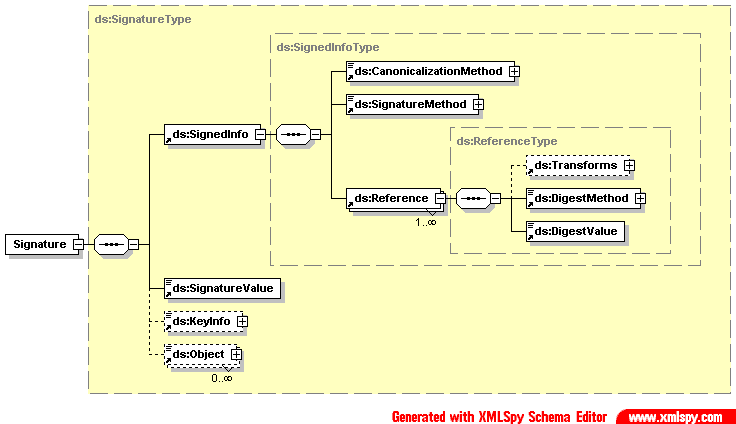 ds:SignatureType
ds:SignedInfoType
ds:CanonicalizationMethod
ds:SignatureMethod
ds:SignedInfo
ds:ReferenceType
ds:Transforms
ds:Reference
ds:DigestMethod
1..∞
ds:DigestValue
Signature
ds:SignatureValue
ds:KeyInfo
ds:Object
0..∞
Generated with XMLSpy Schema Editor www.xmlspy.com